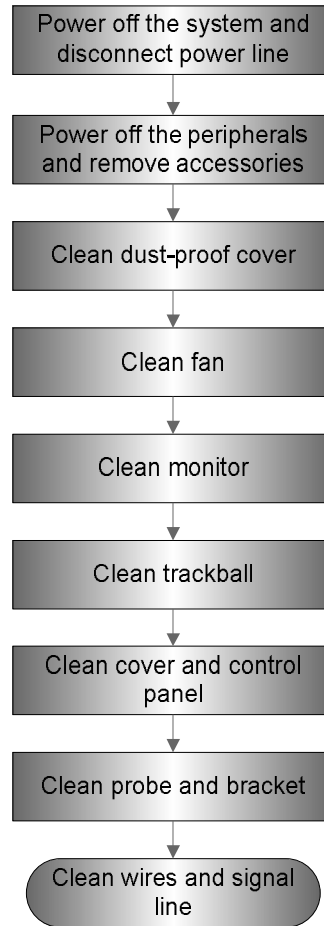 Power off the system and
disconnect power line
Power off the peripherals
and remove accessories
Clean dust-proof cover
Clean fan
Clean monitor
Clean trackball
Clean cover and control
panel
Clean probe and bracket
Clean wires and signal
line